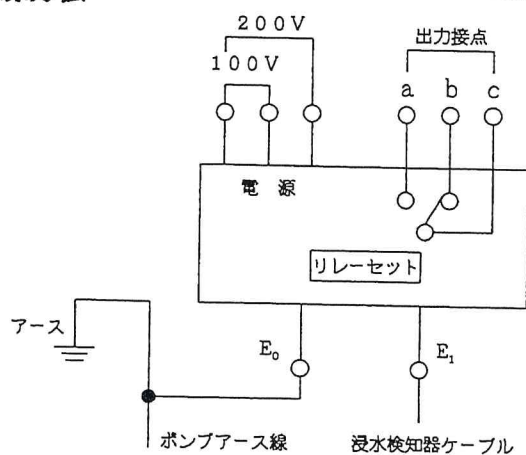 200V
出力接点
100V
a b c
電 源
リレーセット
アース
E₀
E₁
ポンプアース線
浸水検知器ケーブル